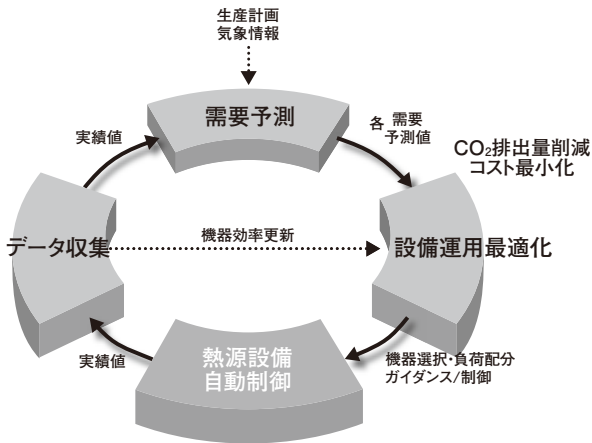 生産計画
気象情報
需要予測
実績値
各 需要
予測値
CO₂排出量削減
コスト最小化
データ収集
機器効率更新
設備運用最適化
実績値
熱源設備
自動制御
機器選択・負荷配分
ガイダンス/制御